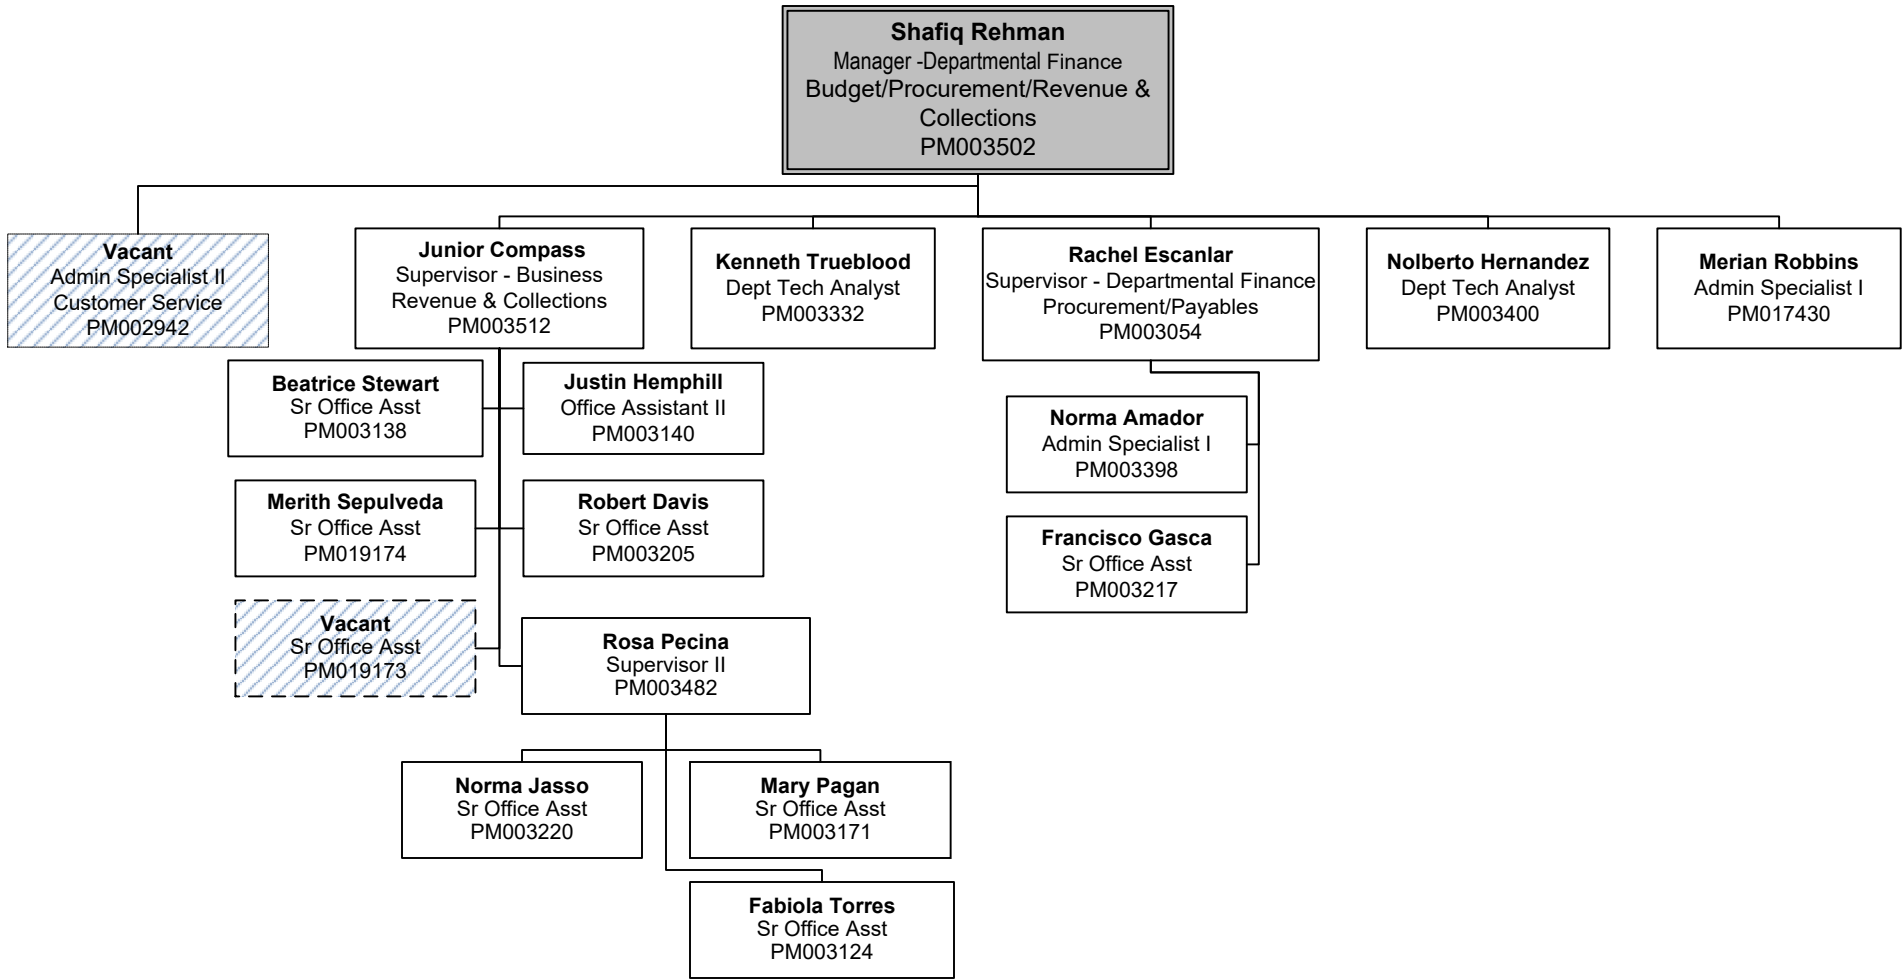 Shafiq Rehman
Manager -Departmental Finance
Budget/Procurement/Revenue &
Collections
PM003502
Vacant
Admin Specialist II
Customer Service
PM002942
Junior Compass
Supervisor - Business
Revenue & Collections
PM003512
Kenneth Trueblood
Dept Tech Analyst
PM003332
Rachel Escanlar
Supervisor - Departmental Finance
Procurement/Payables
PM003054
Nolberto Hernandez
Dept Tech Analyst
PM003400
Merian Robbins
Admin Specialist I
PM017430
Beatrice Stewart
Sr Office Asst
PM003138
Justin Hemphill
Office Assistant II
PM003140
Norma Amador
Admin Specialist I
PM003398
Merith Sepulveda
Sr Office Asst
PM019174
Robert Davis
Sr Office Asst
PM003205
Francisco Gasca
Sr Office Asst
PM003217
Vacant
Sr Office Asst
PM019173
Rosa Pecina
Supervisor II
PM003482
Norma Jasso
Sr Office Asst
PM003220
Mary Pagan
Sr Office Asst
PM003171
Fabiola Torres
Sr Office Asst
PM003124